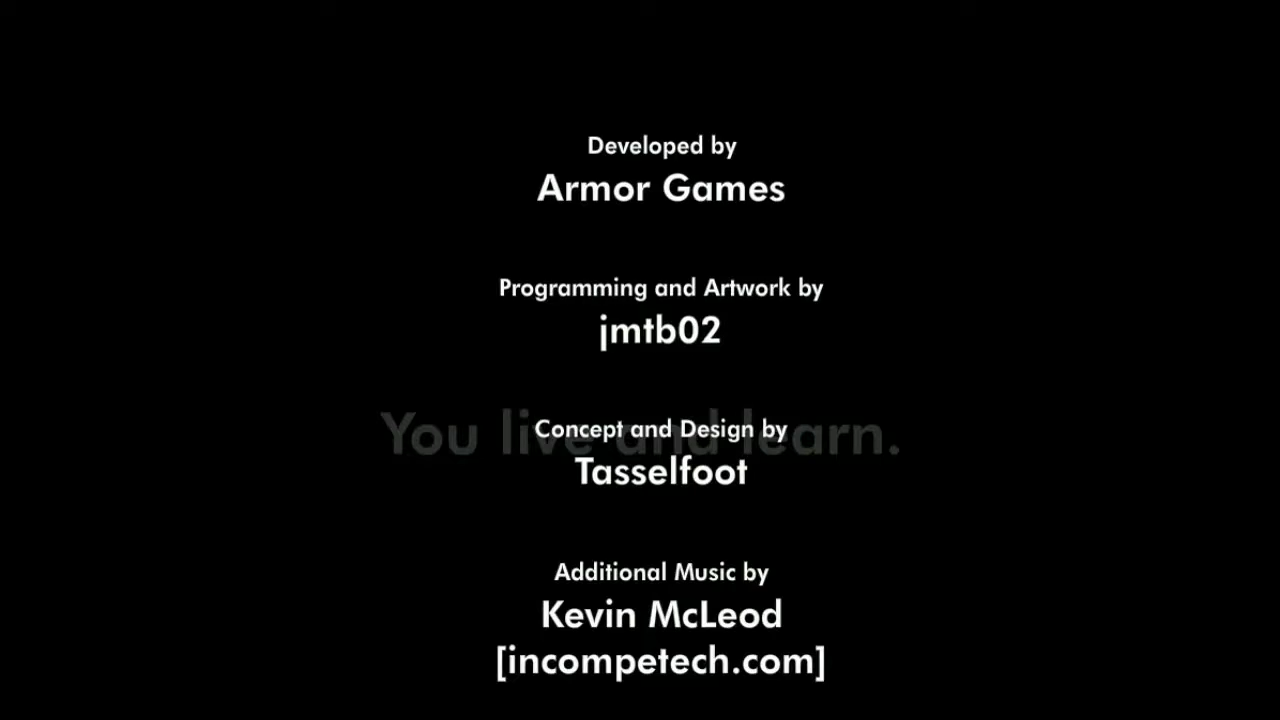 Developed by
Armor Games
Programming and Artwork by
jmtb02
You live and learn.
Concept and Design by
Tasselfoot
Additional Music by
Kevin McLeod
[incompetech.com]